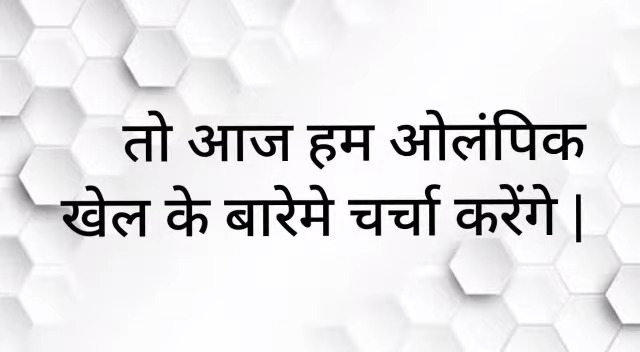 तो आज हम ओलंपिक
खेल के बारेमे चर्चा करेंगे |